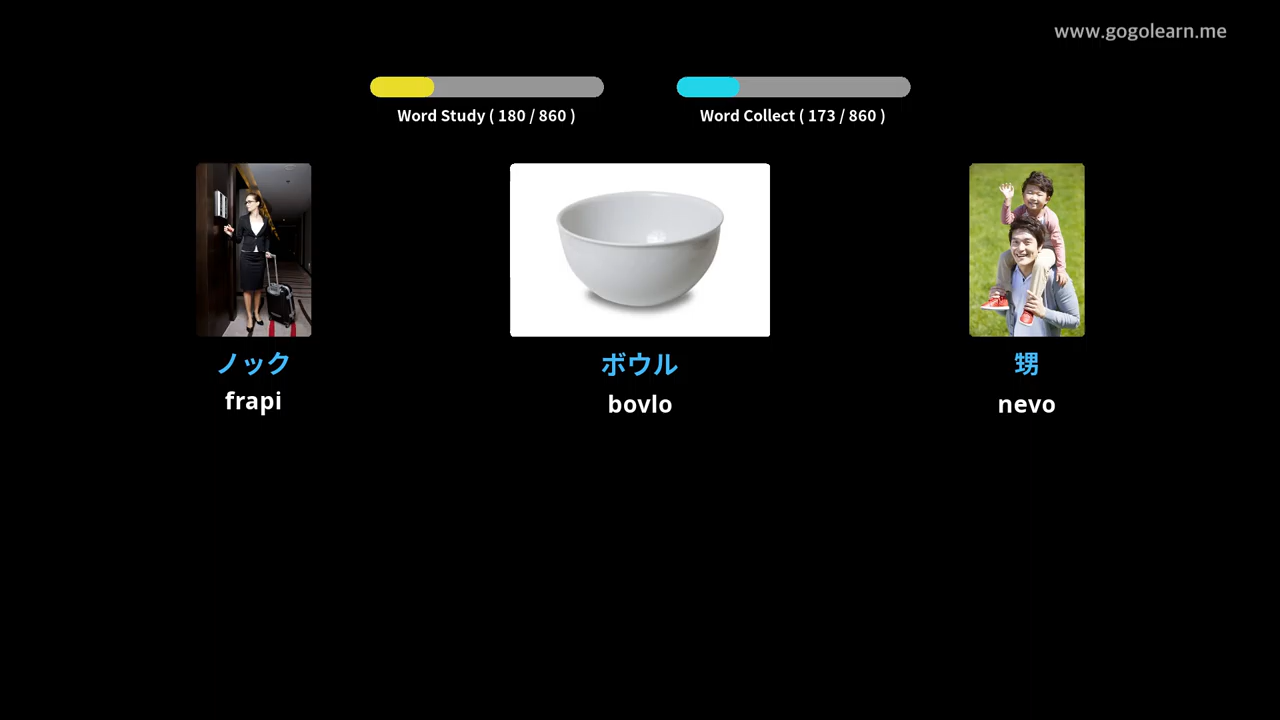 www.gogolearn.me
Word Study ( 180 / 860 )
Word Collect ( 173 / 860 )
ノック
ボウル
甥
frapi
bovlo
nevo